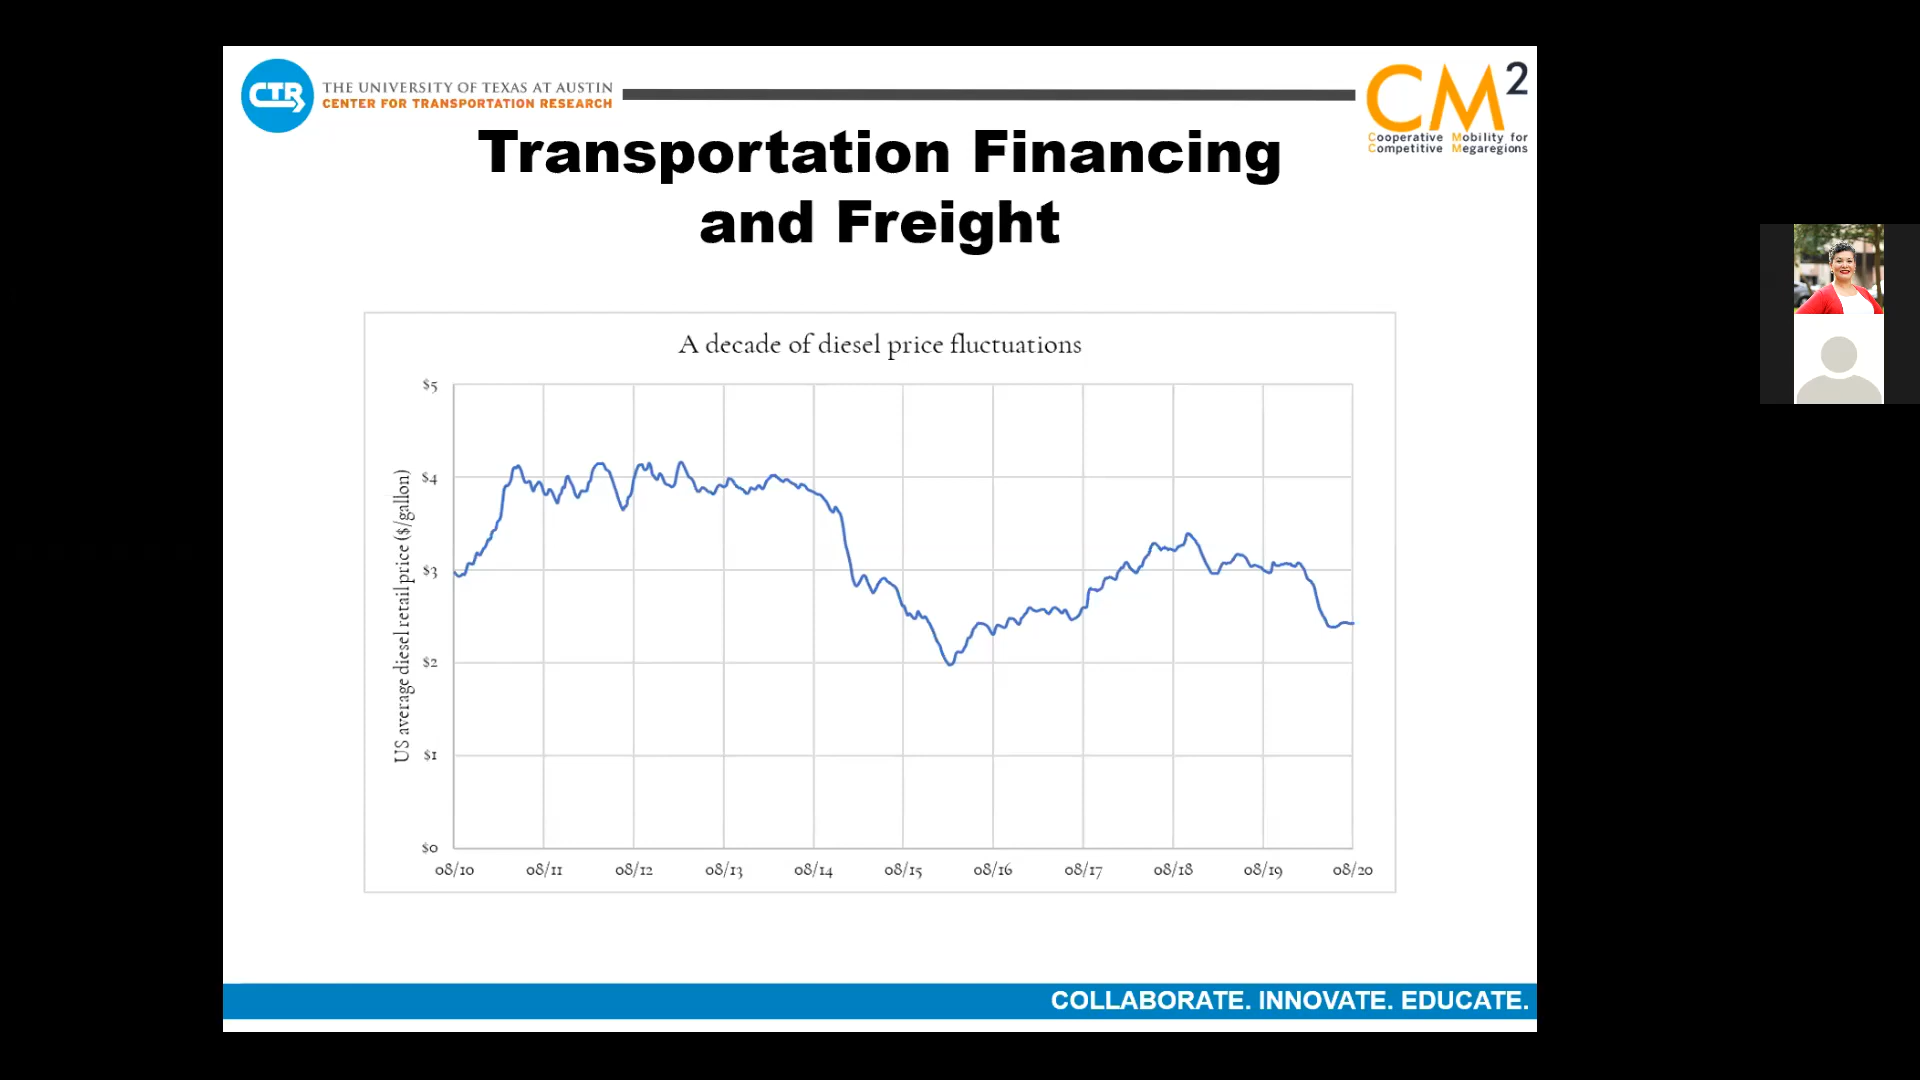 CTR
THE UNIVERSITY OF TEXAS AT AUSTIN
CENTER FOR TRANSPORTATION RESEARCH
CM2
Cooperative Mobility for
Competitive Megaregions
Transportation Financing
and Freight
A decade of diesel price fluctuations
US average diesel retail price ($/gallon)
$5
$4
$3
$2
$1
$0
08/10 08/11 08/12 08/13 08/14 08/15 08/16 08/17 08/18 08/19 08/20
COLLABORATE. INNOVATE. EDUCATE.